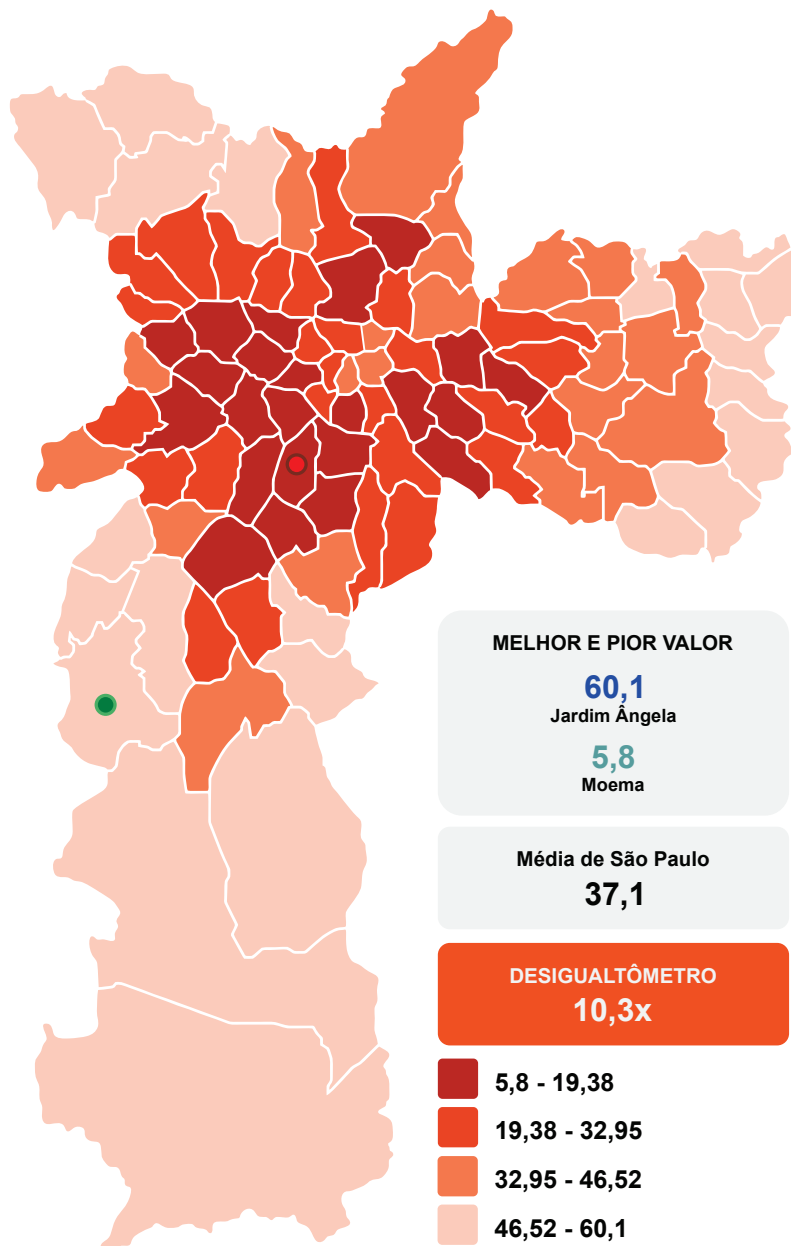 MELHOR E PIOR VALOR
60,1
Jardim Ângela
5,8
Moema
Média de São Paulo
37,1
DESIGUALTÔMETRO
10,3x
5,8 - 19,38
19,38 - 32,95
32,95 - 46,52
46,52 - 60,1